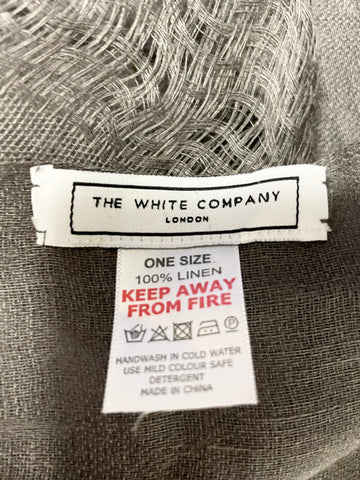 THE WHITE COMPANY
LONDON
ONE SIZE
100% LINEN
KEEP AWAY
FROM FIRE
HANDWASH IN COLD WATER
USE MILD COLOUR SAFE
DETERGENT
MADE IN CHINA